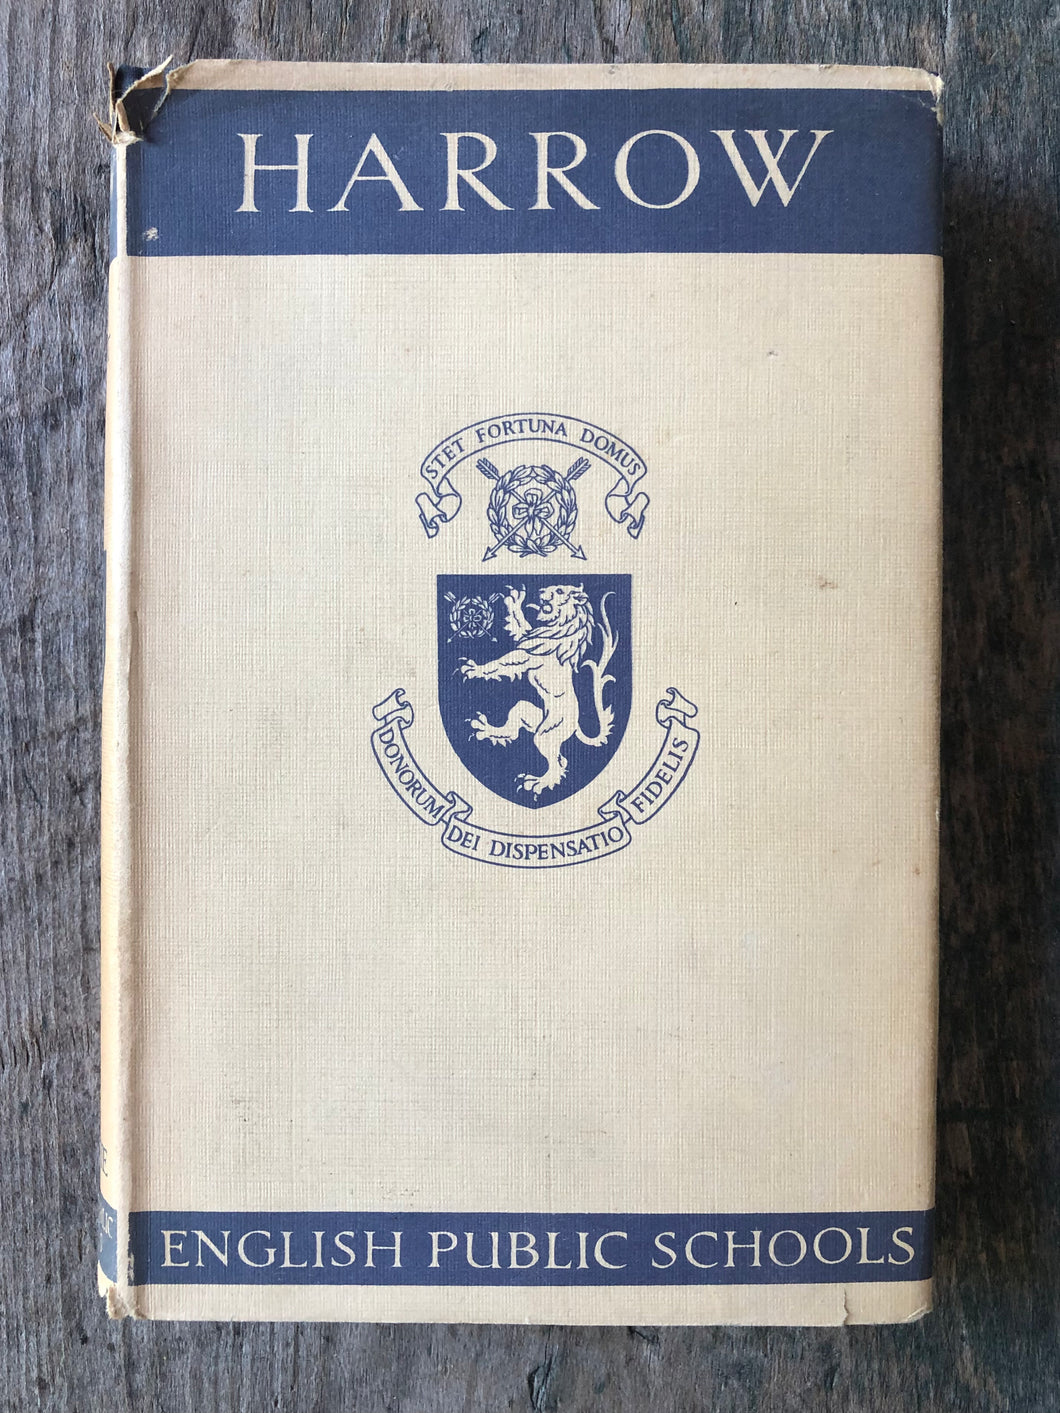 HARROW
STET FORTUNA DOMUS
DONORUM DEI DISPENSATIO FIDELIS
ENGLISH PUBLIC SCHOOLS